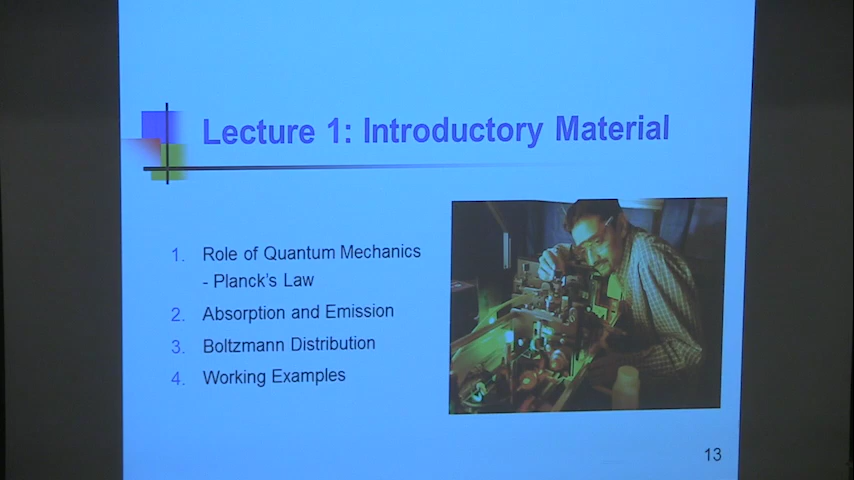 Lecture 1: Introductory Material
1. Role of Quantum Mechanics
- Planck's Law
2. Absorption and Emission
3. Boltzmann Distribution
4. Working Examples
13